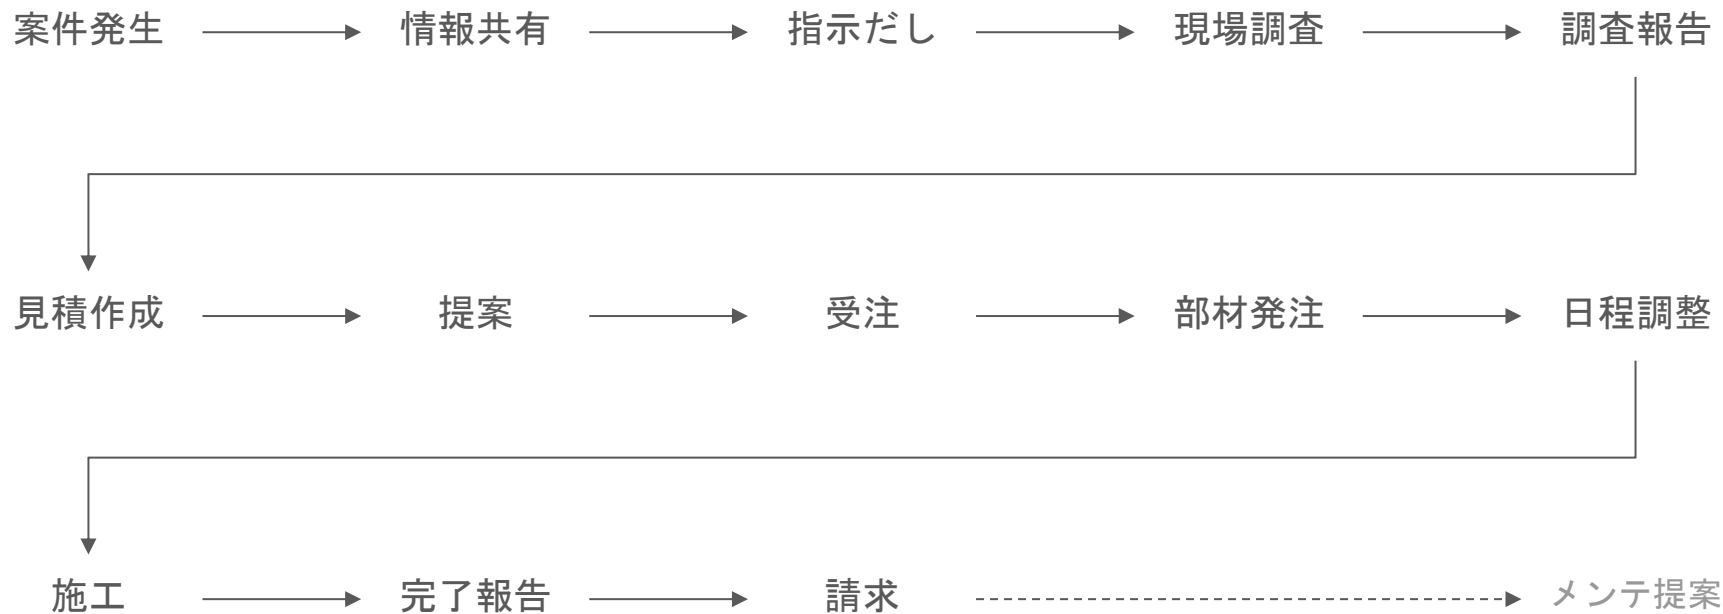 案件発生 情報共有 指示だし 現場調査 調査報告
見積作成 提案 受注 部材発注 日程調整
施工 完了報告 請求 メンテ提案